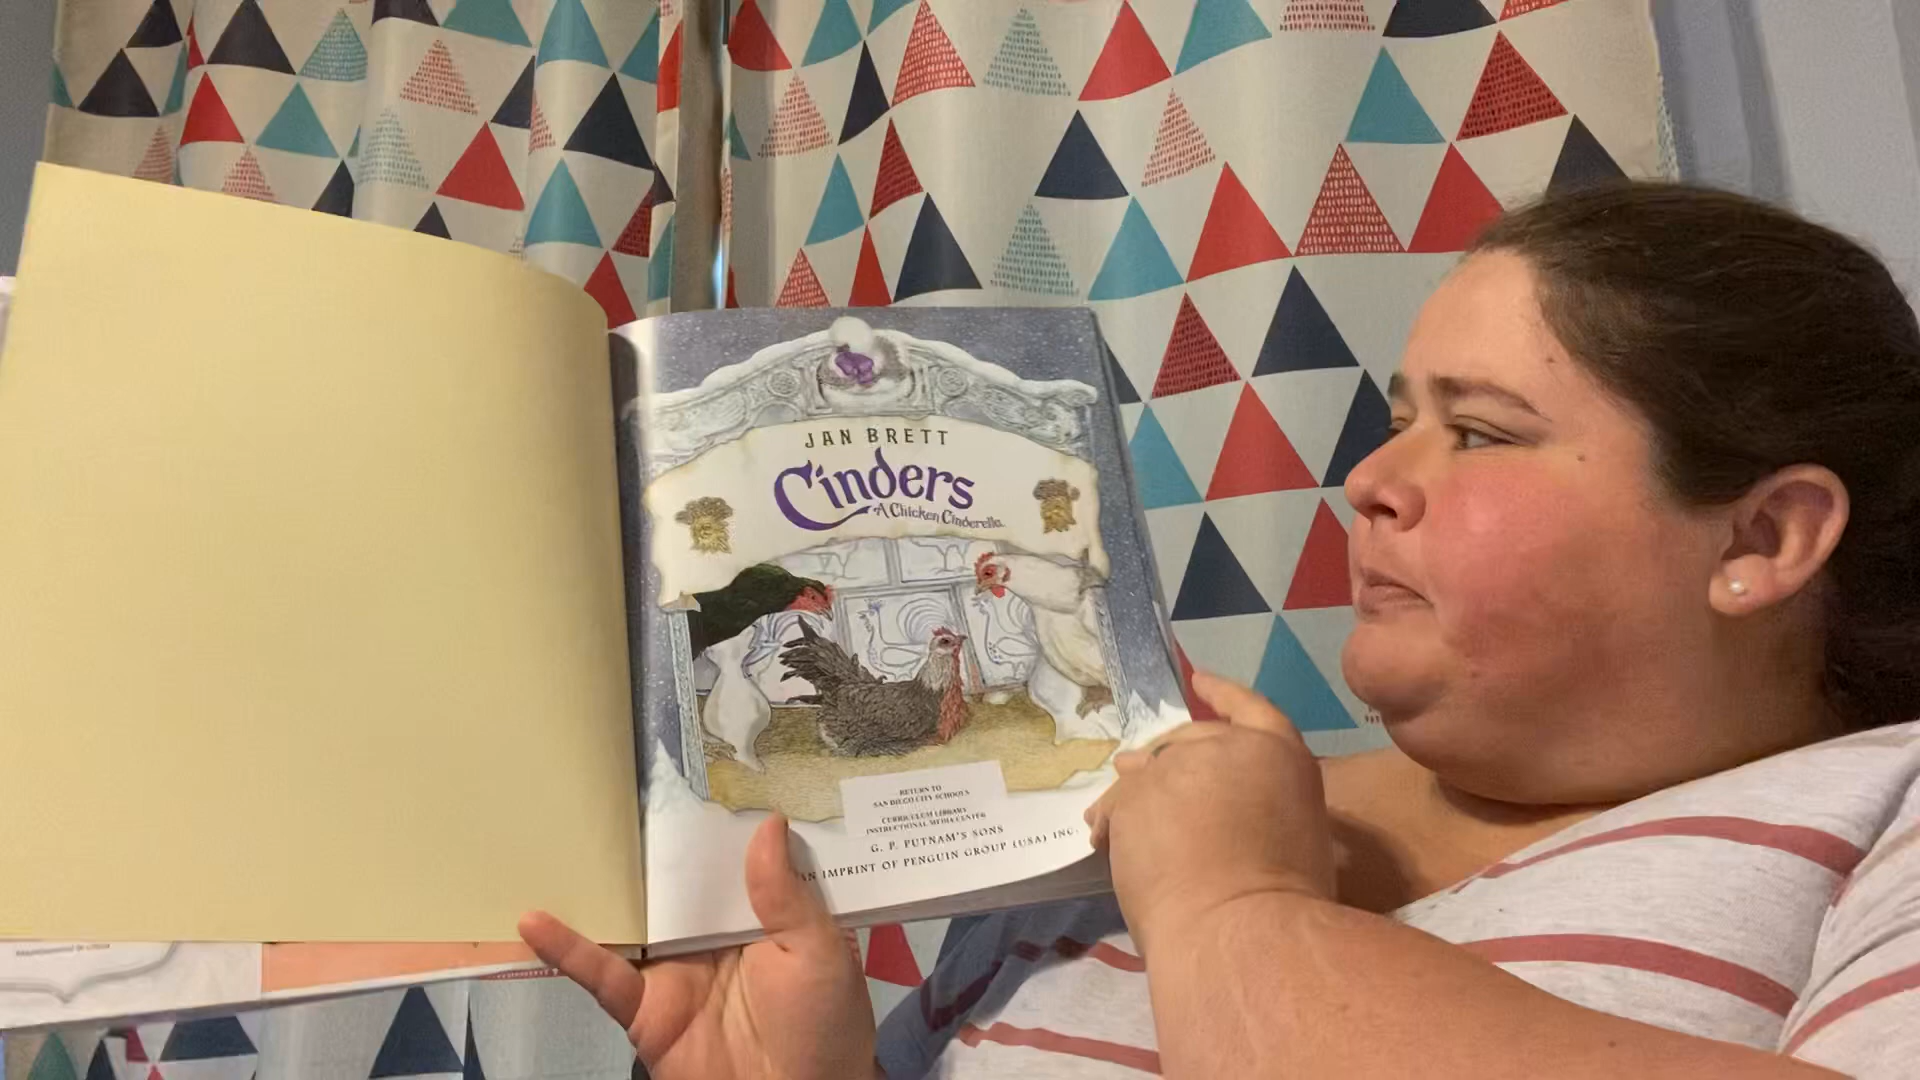 JAN BRETT
Cinders
A Chicken Cinderella
RETURN TO
SAN DIEGO CITY SCHOOLS
CURRICULUM LIBRARY
INSTRUCTIONAL MEDIA CENTER
G. P. PUTNAM'S SONS
AN IMPRINT OF PENGUIN GROUP (USA) INC.